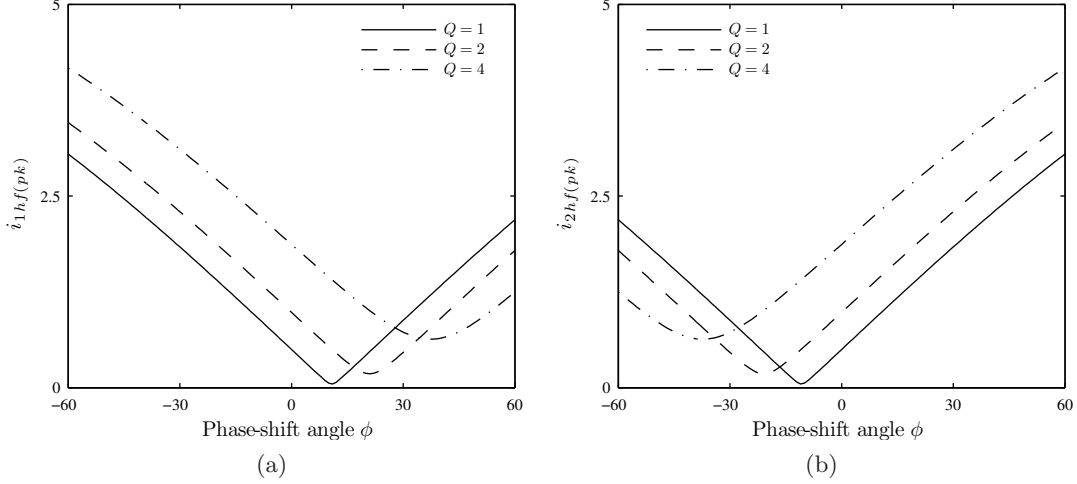 5
2.5
0
i1hf(pk)
Q = 1
Q = 2
Q = 4
−60
−30
0
30
60
Phase-shift angle ϕ
(a)
5
2.5
0
i2hf(pk)
Q = 1
Q = 2
Q = 4
−60
−30
0
30
60
Phase-shift angle ϕ
(b)